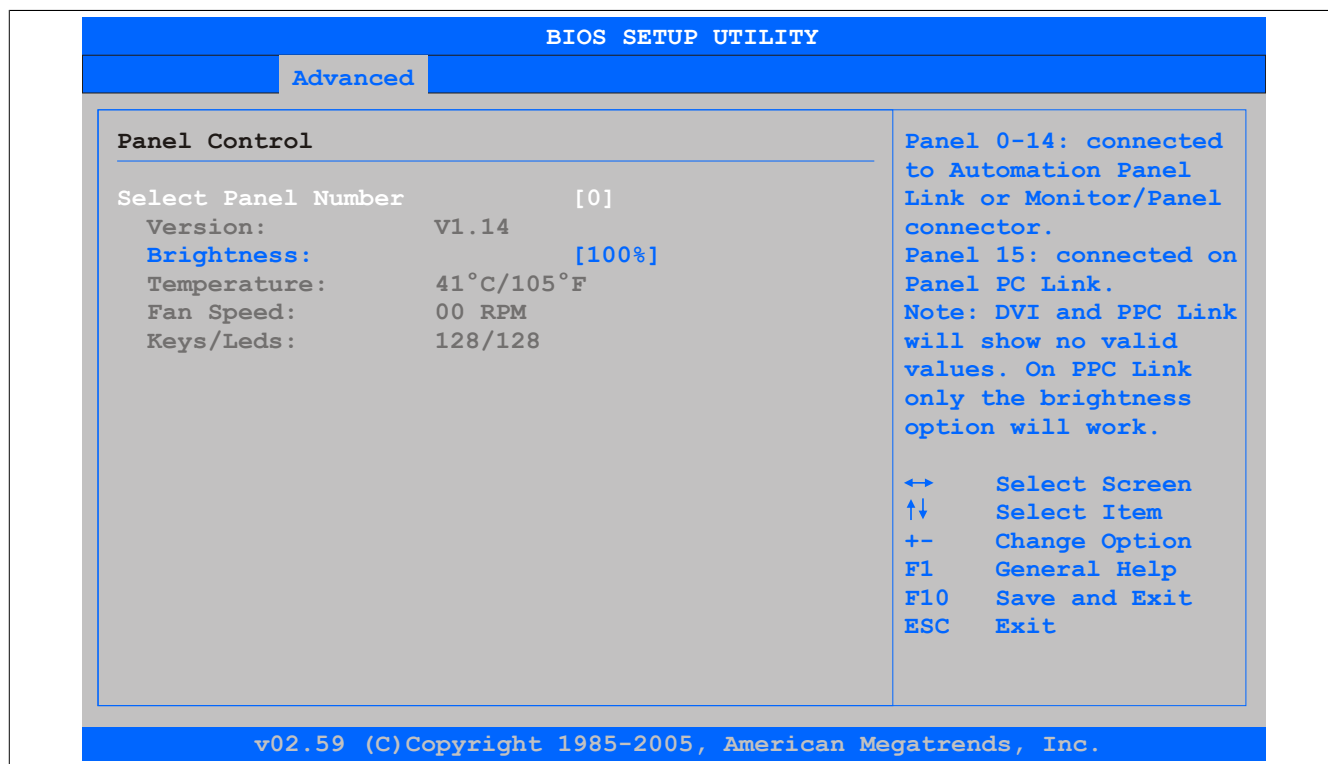 BIOS SETUP UTILITY
Advanced
Panel Control
Select Panel Number [0]
Version: V1.14
Brightness: [100%]
Temperature: 41°C/105°F
Fan Speed: 00 RPM
Keys/Leds: 128/128
Panel 0-14: connected
to Automation Panel
Link or Monitor/Panel
connector.
Panel 15: connected on
Panel PC Link.
Note: DVI and PPC Link
will show no valid
values. On PPC Link
only the brightness
option will work.
↔ Select Screen
↑↓ Select Item
+- Change Option
F1 General Help
F10 Save and Exit
ESC Exit
v02.59 (C)Copyright 1985-2005, American Megatrends, Inc.